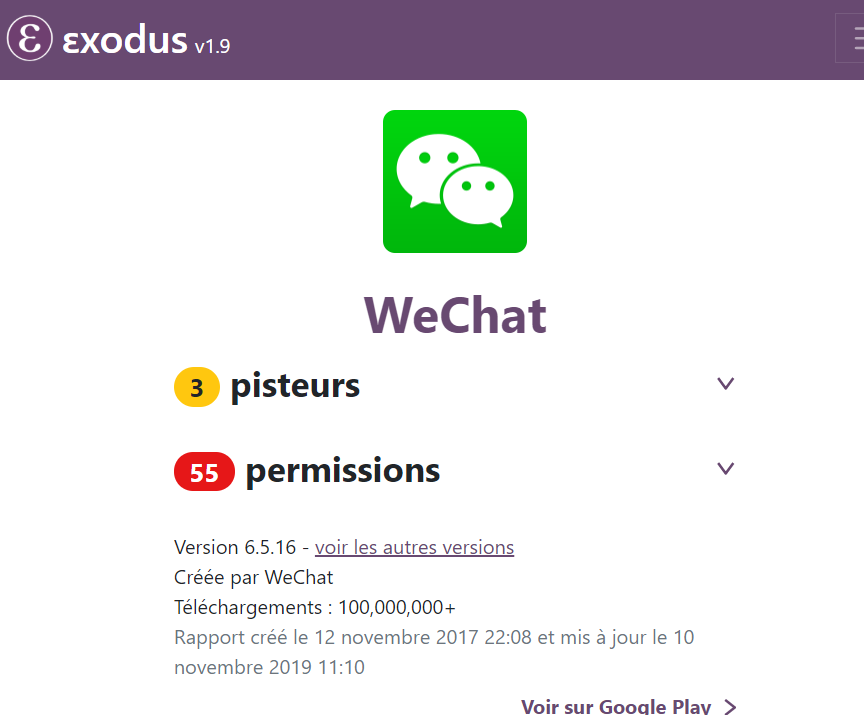 ε εxodus v1.9
WeChat
3 pisteurs
55 permissions
Version 6.5.16 - voir les autres versions
Créée par WeChat
Téléchargements : 100,000,000+
Rapport créé le 12 novembre 2017 22:08 et mis à jour le 10
novembre 2019 11:10
Voir sur Google Play